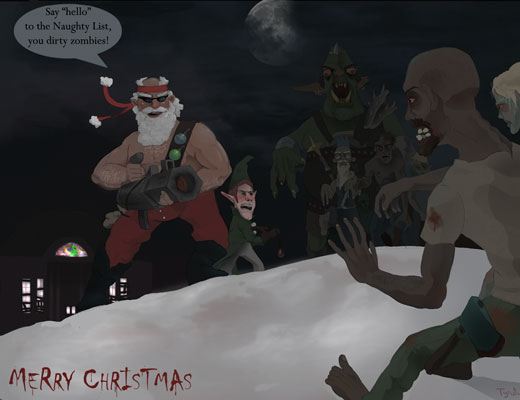 Say “hello”
to the Naughty List,
you dirty zombies!
MERRY CHRISTMAS